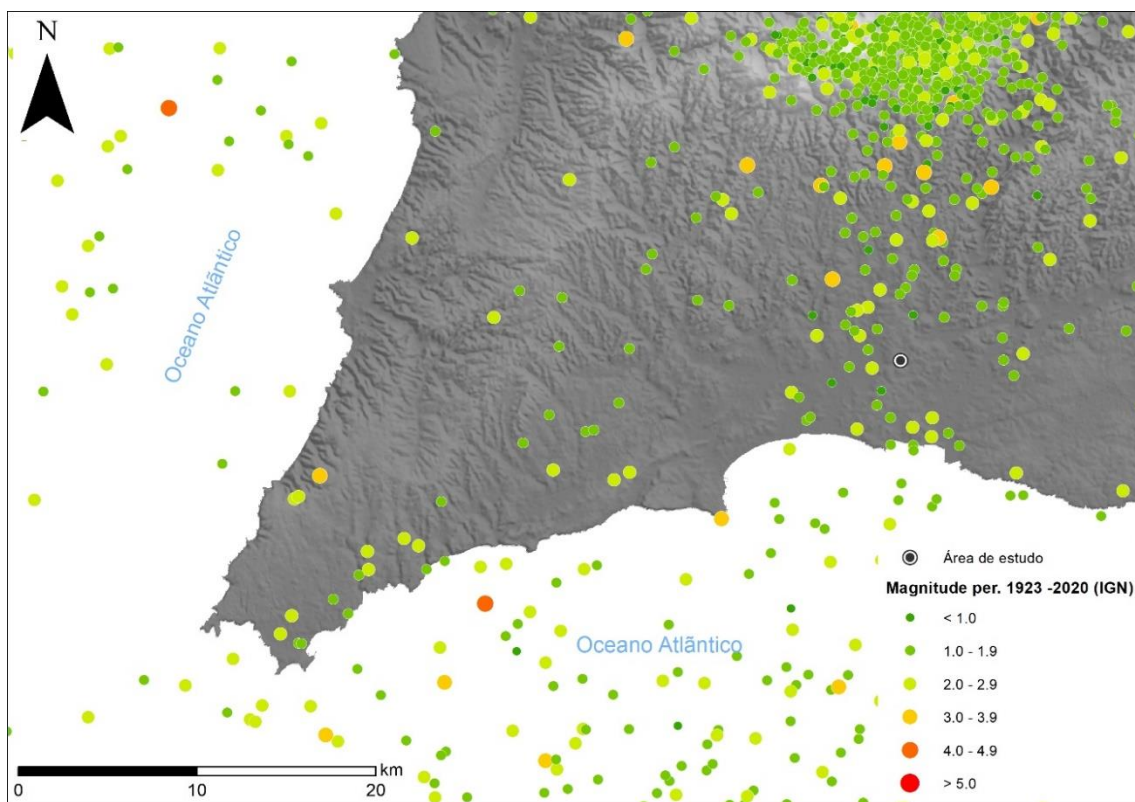 N
Oceano Atlântico
Oceano Atlântico
Área de estudo
Magnitude per. 1923 -2020 (IGN)
< 1.0
1.0 - 1.9
2.0 - 2.9
3.0 - 3.9
4.0 - 4.9
> 5.0
km
0 10 20